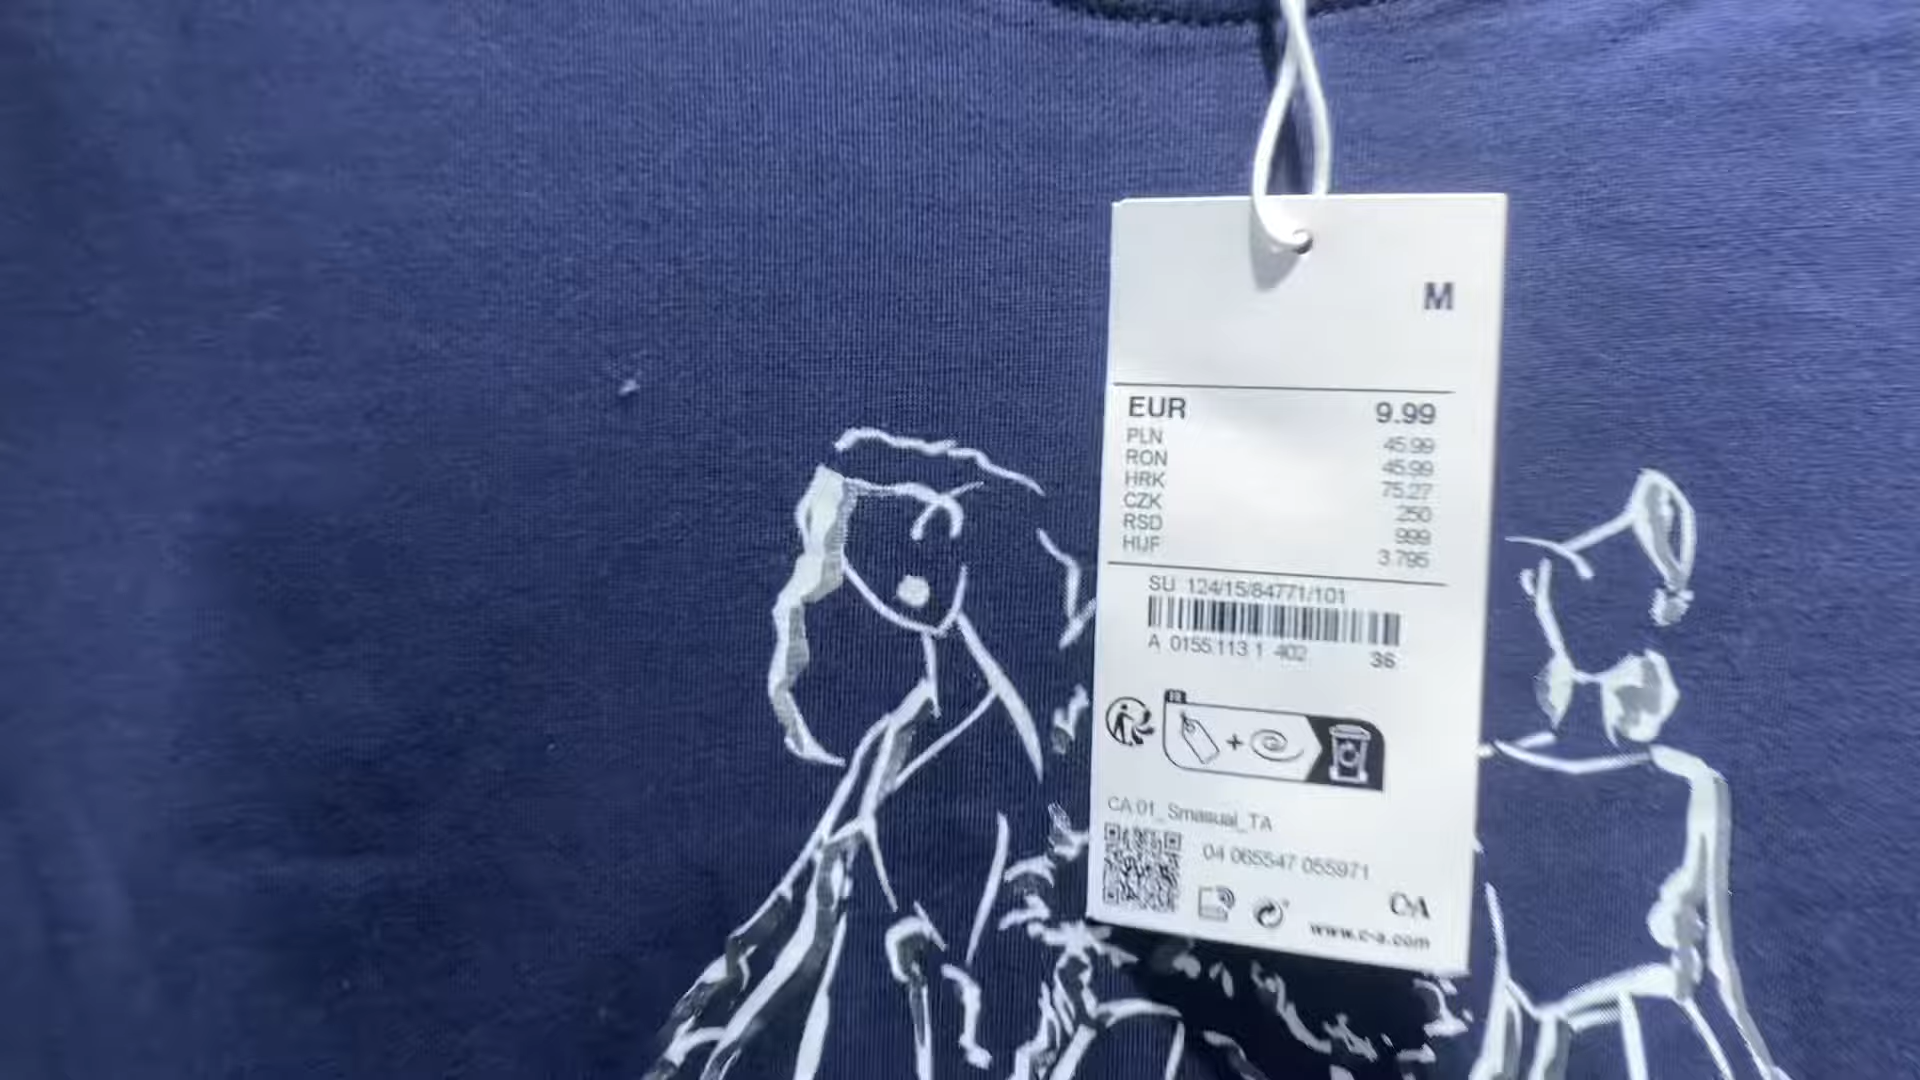 M
EUR 9.99
PLN 45.99
RON 45.99
HRK 75.27
CZK 250
RSD 999
HUF 3.795
SU 124/15/84771/101
A 0155.113 1 402 36
FR
CA 01_Smasual_TA
04 065547 055971
C&A
www.c-a.com